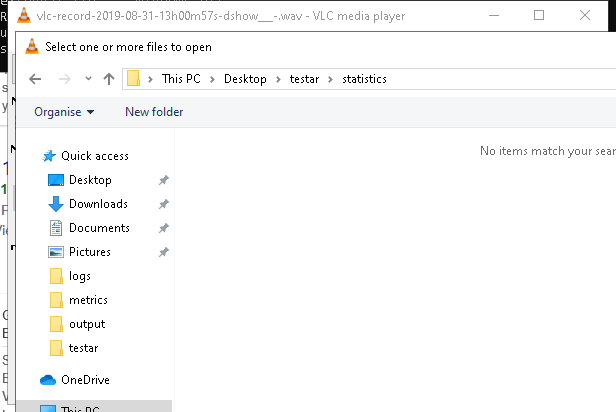 vlc-record-2019-08-31-13h00m57s-dshow___-.wav - VLC media player
Select one or more files to open
This PC > Desktop > testar > statistics
Organise New folder
Quick access
No items match your sear
Desktop
Downloads
Documents
Pictures
logs
metrics
output
testar
OneDrive
This PC